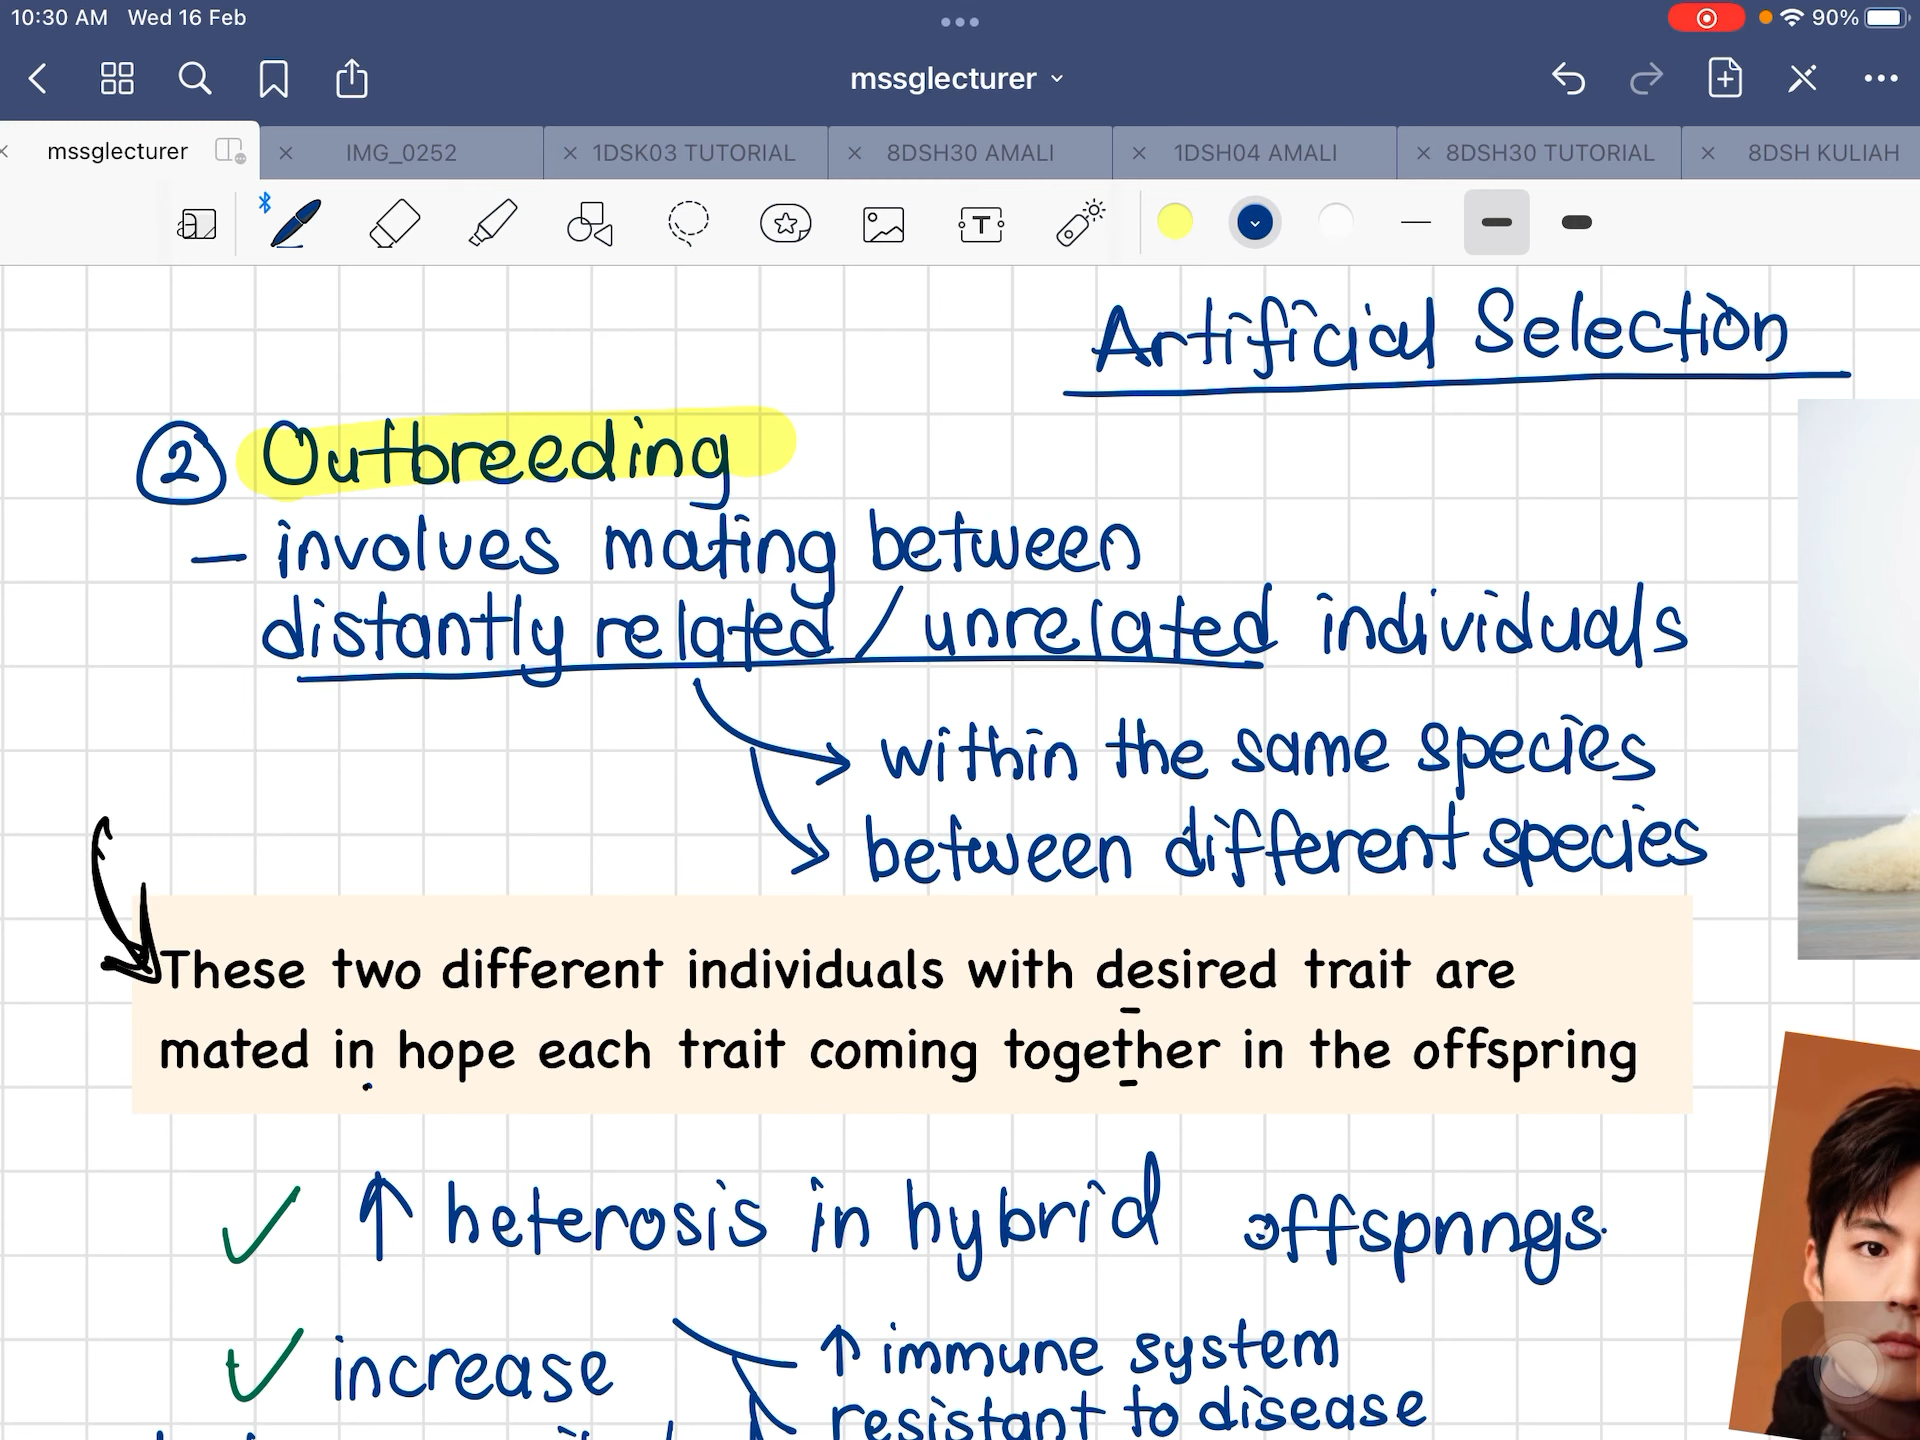 10:30 AM Wed 16 Feb
90%
mssglecturer
mssglecturer
IMG_0252
1DSK03 TUTORIAL
8DSH30 AMALI
1DSH04 AMALI
8DSH30 TUTORIAL
8DSH KULIAH
Artificial Selection
② Outbreeding
— involves mating between
distantly related / unrelated individuals
→ within the same species
→ between different species
These two different individuals with desired trait are
mated in hope each trait coming together in the offspring
✓ ↑ heterosis in hybrid offsprings.
✓ increase
↑ immune system
resistant to disease